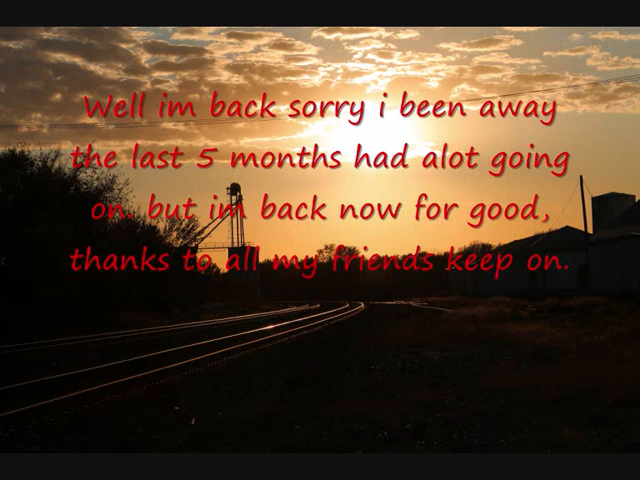 Well im back sorry i been away
the last 5 months had alot going
on. but im back now for good,
thanks to all my friends keep on.